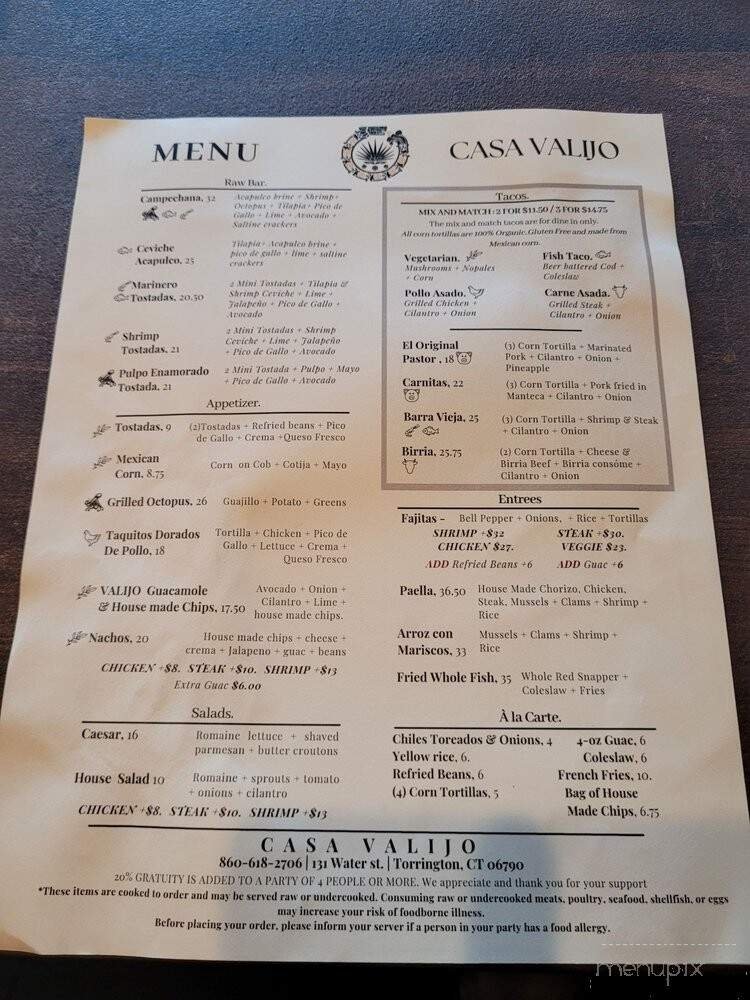 MENU
CASA VALIJO
Raw Bar.
Campechana, 32
Acapulco brine + Shrimp+
Octopus + Tilapia+ Pico de
Gallo + Lime + Avocado +
Saltine crackers
Ceviche
Acapulco. 25
Tilapia+ Acapulco brine +
pico de gallo + lime + saltine
crackers
Marinero
Tostadas, 20.50
2 Mini Tostadas + Tilapia &
Shrimp Ceviche + Lime +
Jalapeño + Pico de Gallo +
Avocado
Shrimp
Tostadas, 21
2 Mini Tostadas + Shrimp
Ceviche + Lime + Jalapeño
+ Pico de Gallo + Avocado
Pulpo Enamorado
Tostada, 21
2 Mini Tostada + Pulpo + Mayo
+ Pico de Gallo + Avocado
Appetizer.
Tostadas, 9
(2)Tostadas + Refried beans + Pico
de Gallo + Crema +Queso Fresco
Mexican
Corn, 8.75
Corn on Cob + Cotija + Mayo
Grilled Octopus, 26
Guajillo + Potato + Greens
Taquitos Dorados
De Pollo, 18
Tortilla + Chicken + Pico de
Gallo + Lettuce + Crema +
Queso Fresco
VALIJO Guacamole
& House made Chips, 17.50
Avocado + Onion +
Cilantro + Lime +
house made chips.
Nachos, 20
House made chips + cheese +
crema + Jalapeno + guac + beans
CHICKEN +$8. STEAK +$10. SHRIMP +$13
Extra Guac $6.00
Salads.
Caesar, 16
Romaine lettuce + shaved
parmesan + butter croutons
House Salad 10
Romaine + sprouts + tomato
+ onions + cilantro
CHICKEN +$8. STEAK +$10. SHRIMP +$13
Tacos.
MIX AND MATCH : 2 FOR $11.50 / 3 FOR $14.75
The mix and match tacos are for dine in only.
All corn tortillas are 100% Organic, Gluten Free and made from
Mexican corn.
Vegetarian.
Mushrooms + Nopales
+ Corn
Fish Taco.
Beer battered Cod +
Coleslaw
Pollo Asado.
Grilled Chicken +
Cilantro + Onion
Carne Asada.
Grilled Steak +
Cilantro + Onion
El Original
Pastor , 18
(3) Corn Tortilla + Marinated
Pork + Cilantro + Onion +
Pineapple
Carnitas, 22
(3) Corn Tortilla + Pork fried in
Manteca + Cilantro + Onion
Barra Vieja, 25
(3) Corn Tortilla + Shrimp & Steak
+ Cilantro + Onion
Birria, 25.75
(2) Corn Tortilla + Cheese &
Birria Beef + Birria consóme +
Cilantro + Onion
Entrees
Fajitas - Bell Pepper + Onions, + Rice + Tortillas
SHRIMP +$32 STEAK +$30.
CHICKEN $27. VEGGIE $23.
ADD Refried Beans +6 ADD Guac +6
Paella, 36.50
House Made Chorizo, Chicken,
Steak, Mussels + Clams + Shrimp +
Rice
Arroz con
Mariscos, 33
Mussels + Clams + Shrimp +
Rice
Fried Whole Fish, 35
Whole Red Snapper +
Coleslaw + Fries
À la Carte.
Chiles Toreados & Onions, 4
Yellow rice, 6.
Refried Beans, 6
(4) Corn Tortillas, 5
4-oz Guac, 6
Coleslaw, 6
French Fries, 10.
Bag of House
Made Chips, 6.75
CASA VALIJO
860-618-2706 | 131 Water st. | Torrington, CT 06790
20% GRATUITY IS ADDED TO A PARTY OF 4 PEOPLE OR MORE. We appreciate and thank you for your support
*These items are cooked to order and may be served raw or undercooked. Consuming raw or undercooked meats, poultry, seafood, shellfish, or eggs
may increase your risk of foodborne illness.
Before placing your order, please inform your server if a person in your party has a food allergy.
menupix